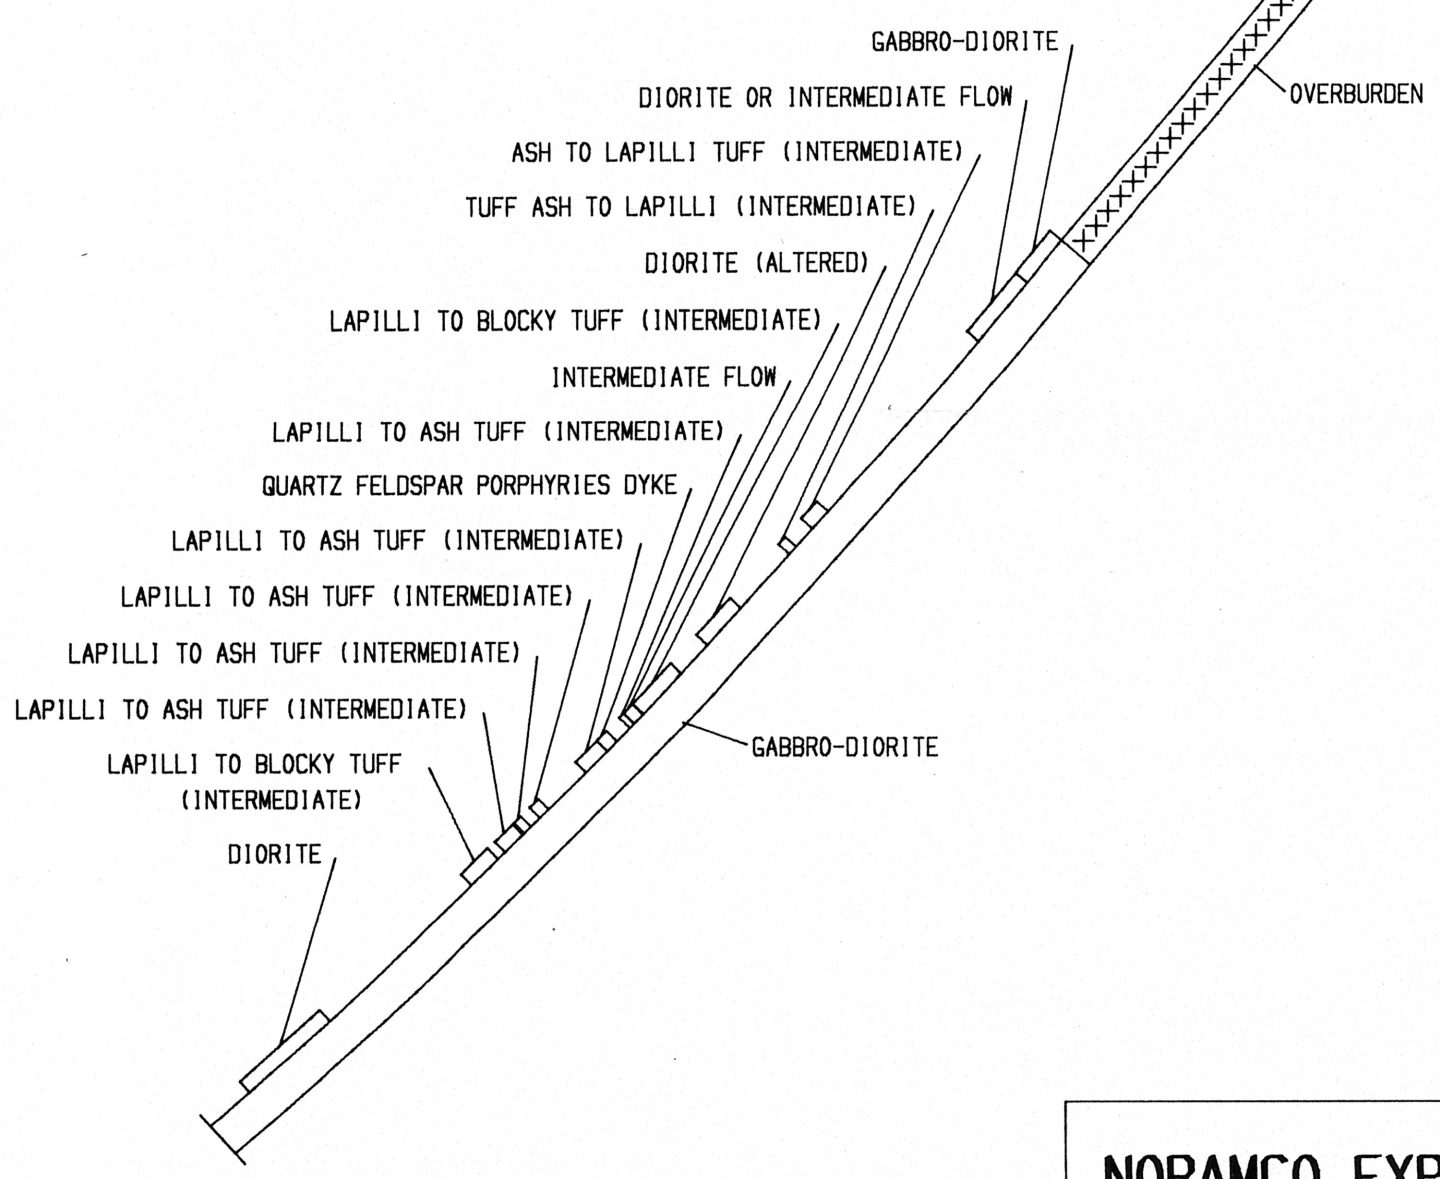 GABBRO-DIORITE
DIORITE OR INTERMEDIATE FLOW
OVERBURDEN
ASH TO LAPILLI TUFF (INTERMEDIATE)
TUFF ASH TO LAPILLI (INTERMEDIATE)
DIORITE (ALTERED)
LAPILLI TO BLOCKY TUFF (INTERMEDIATE)
INTERMEDIATE FLOW
LAPILLI TO ASH TUFF (INTERMEDIATE)
QUARTZ FELDSPAR PORPHYRIES DYKE
LAPILLI TO ASH TUFF (INTERMEDIATE)
LAPILLI TO ASH TUFF (INTERMEDIATE)
LAPILLI TO ASH TUFF (INTERMEDIATE)
LAPILLI TO ASH TUFF (INTERMEDIATE)
GABBRO-DIORITE
LAPILLI TO BLOCKY TUFF
(INTERMEDIATE)
DIORITE
NORAMCO